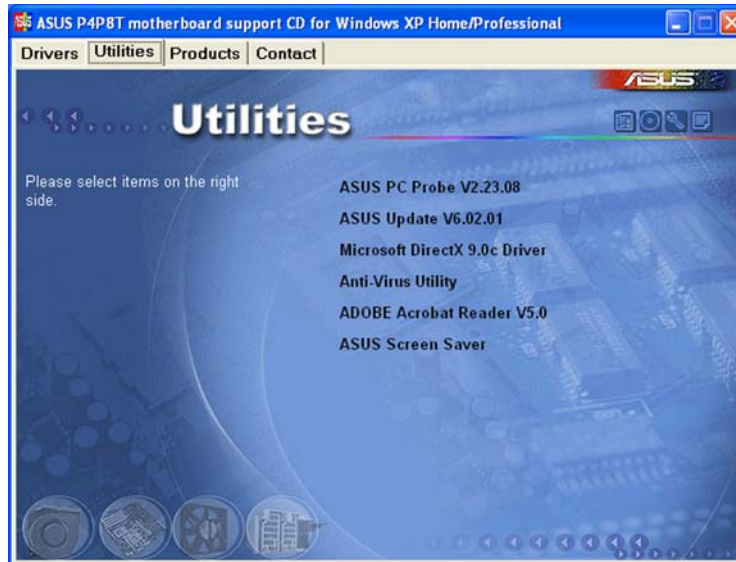 ASUS P4P8T motherboard support CD for Windows XP Home/Professional
Drivers Utilities Products Contact
ASUS
Utilities
Please select items on the right
side.
ASUS PC Probe V2.23.08
ASUS Update V6.02.01
Microsoft DirectX 9.0c Driver
Anti-Virus Utility
ADOBE Acrobat Reader V5.0
ASUS Screen Saver